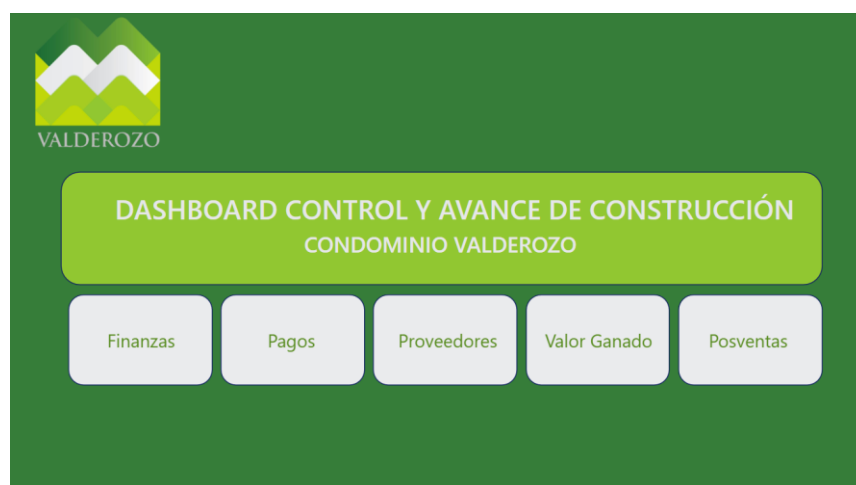 VALDEROZO
DASHBOARD CONTROL Y AVANCE DE CONSTRUCCIÓN
CONDOMINIO VALDEROZO
Finanzas
Pagos
Proveedores
Valor Ganado
Posventas